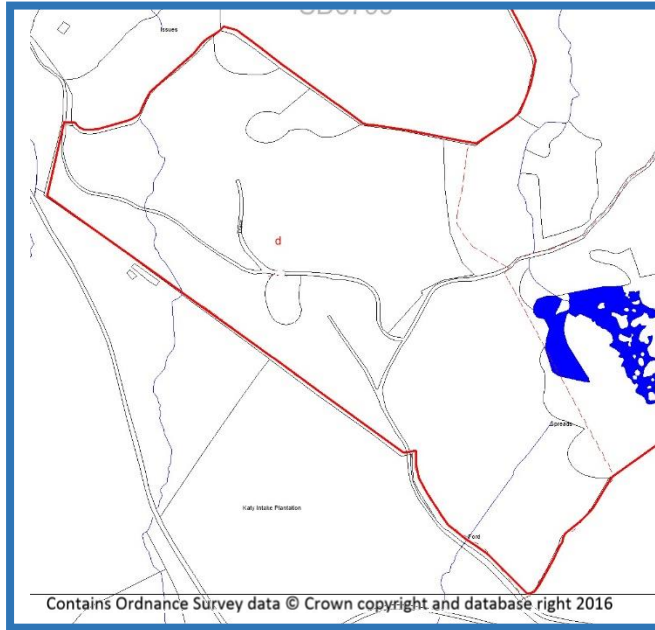 Issues
d
Spreads
Katy Intake Plantation
Ford
Contains Ordnance Survey data © Crown copyright and database right 2016